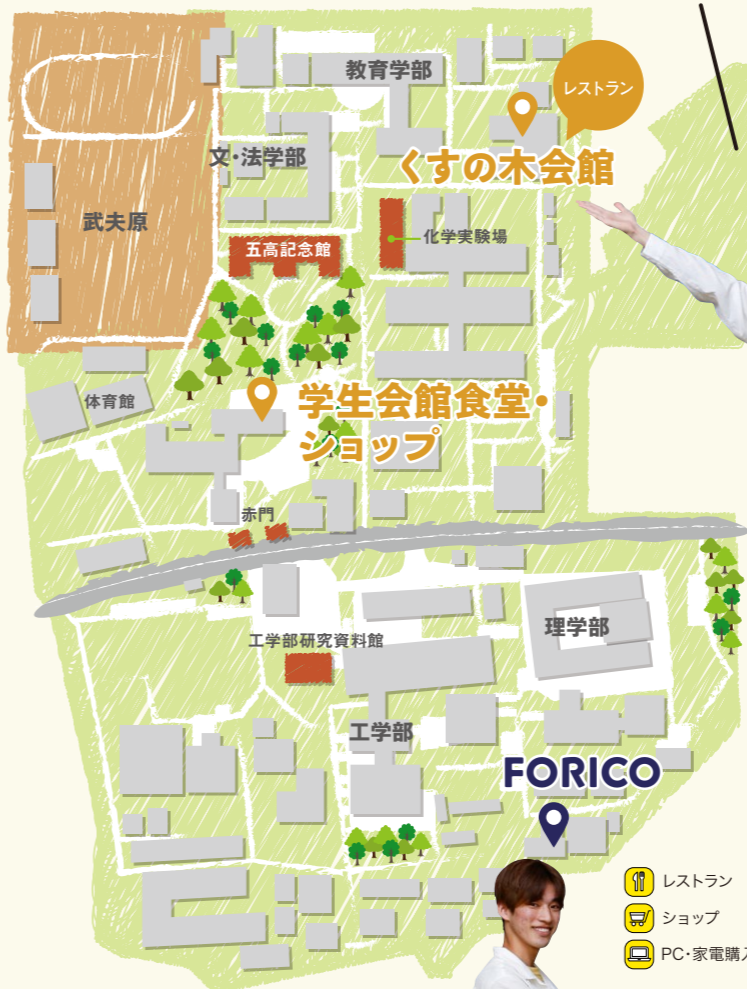 教育学部
レストラン
文・法学部
くすの木会館
武夫原
五高記念館
化学実験場
体育館
学生会館食堂・
ショップ
赤門
工学部研究資料館
理学部
工学部
FORICO
レストラン
ショップ
PC・家電購入